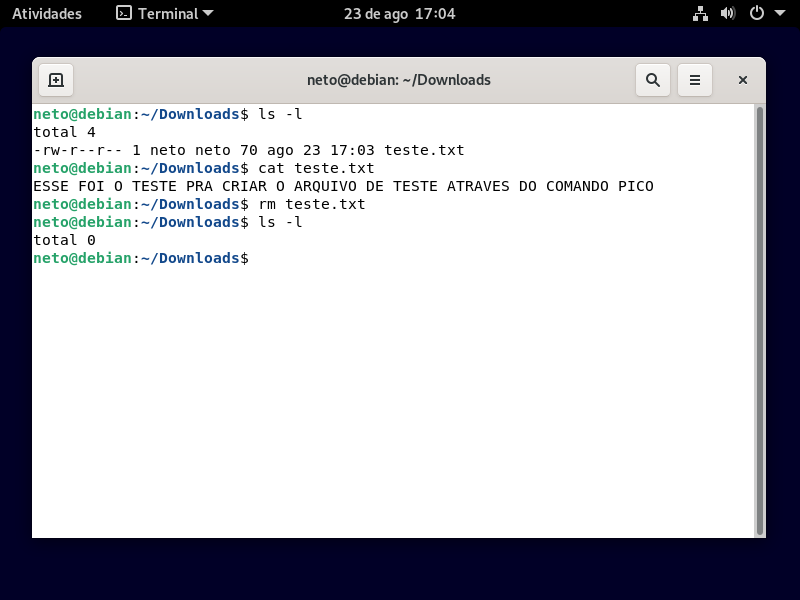 Atividades Terminal 23 de ago 17:04
neto@debian: ~/Downloads
neto@debian:~/Downloads$ ls -l
total 4
-rw-r--r-- 1 neto neto 70 ago 23 17:03 teste.txt
neto@debian:~/Downloads$ cat teste.txt
ESSE FOI O TESTE PRA CRIAR O ARQUIVO DE TESTE ATRAVES DO COMANDO PICO
neto@debian:~/Downloads$ rm teste.txt
neto@debian:~/Downloads$ ls -l
total 0
neto@debian:~/Downloads$